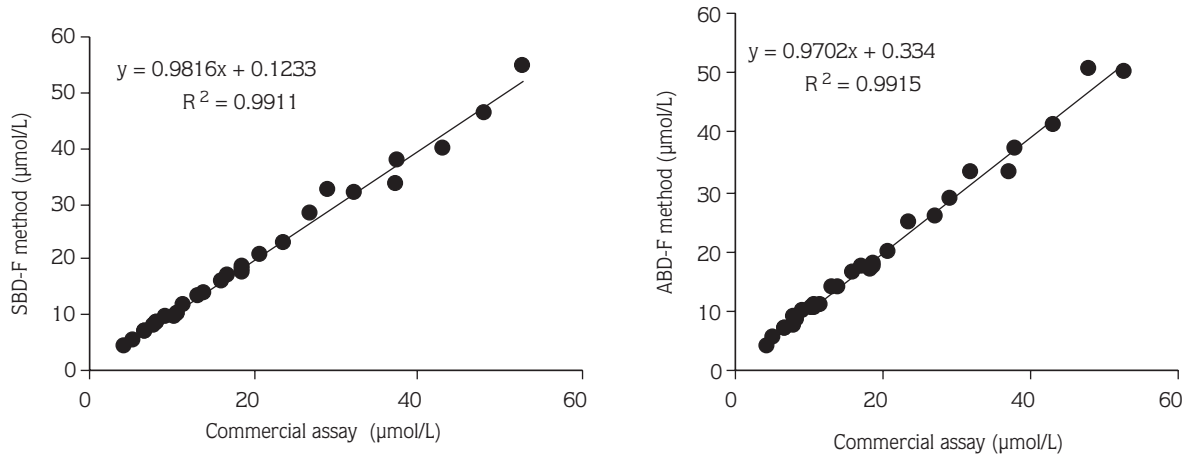 60
50
40
30
20
10
0
SBD-F method (µmol/L)
y = 0.9816x + 0.1233
R² = 0.9911
0 20 40 60
Commercial assay (µmol/L)
60
50
40
30
20
10
0
ABD-F method (µmol/L)
y = 0.9702x + 0.334
R² = 0.9915
0 20 40 60
Commercial assay (µmol/L)